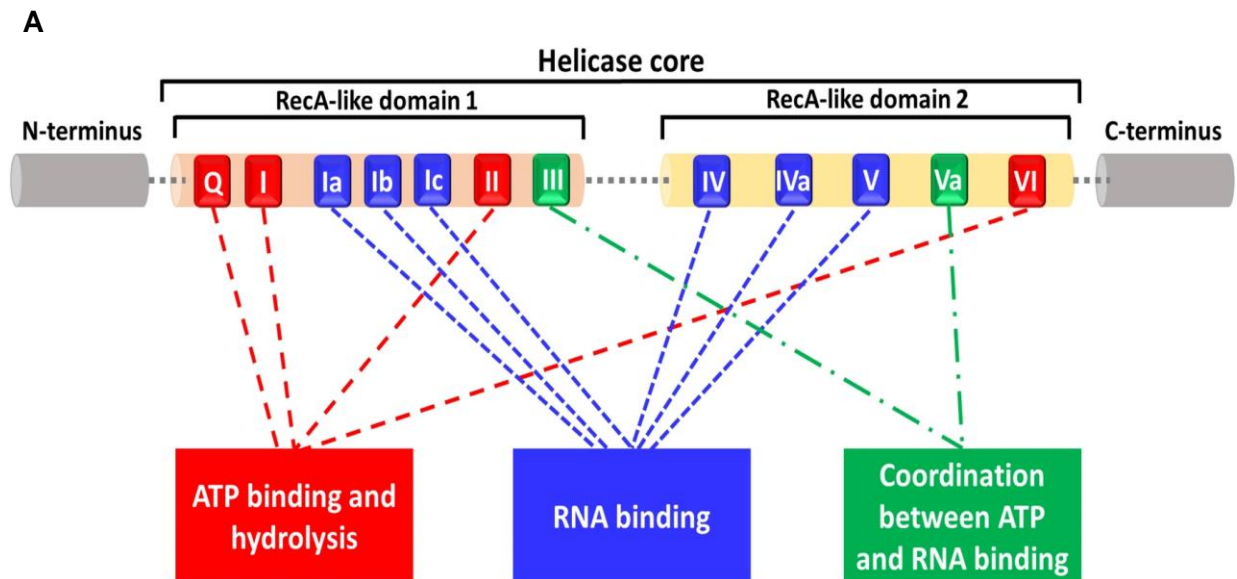 A
Helicase core
RecA-like domain 1
RecA-like domain 2
N-terminus
C-terminus
Q I Ia Ib Ic II III IV IVa V Va VI
ATP binding and
hydrolysis
RNA binding
Coordination
between ATP
and RNA binding